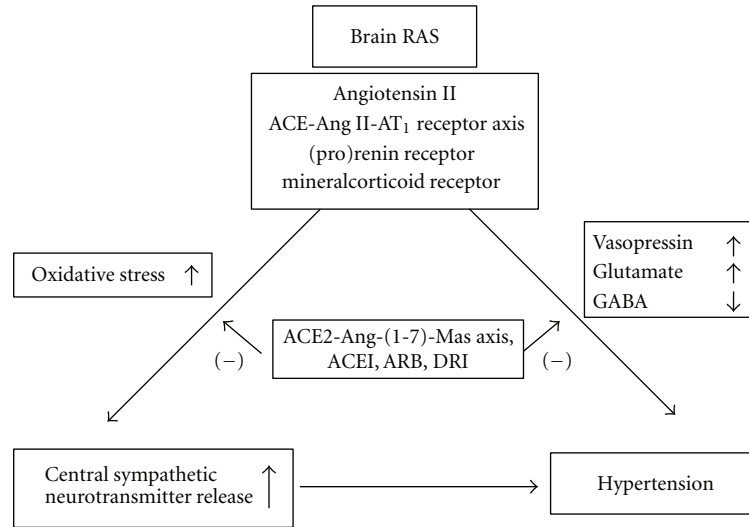 Brain RAS
Angiotensin II
ACE-Ang II-AT₁ receptor axis
(pro)renin receptor
mineralcorticoid receptor
Oxidative stress ↑
Vasopressin ↑
Glutamate ↑
GABA ↓
ACE2-Ang-(1-7)-Mas axis,
ACEI, ARB, DRI
(−)
(−)
Central sympathetic
neurotransmitter release ↑
Hypertension